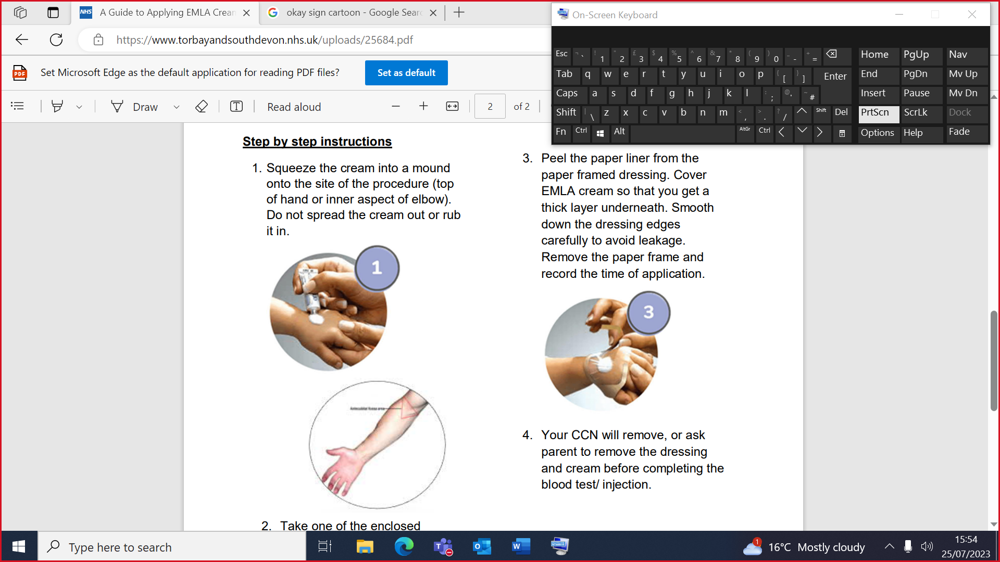 A Guide to Applying EMLA Crean
okay sign cartoon - Google Searc
https://www.torbayandsouthdevon.nhs.uk/uploads/25684.pdf
Set Microsoft Edge as the default application for reading PDF files?
Set as default
Draw
Read aloud
2 of 2
On-Screen Keyboard
Esc ¬ ` ! 1 " 2 £ 3 $ 4 % 5 ^ 6 & 7 * 8 ( 9 ) 0 _ - + = Home PgUp Nav
Tab q w e r t y u i o p { [ } ] Enter End PgDn Mv Up
Caps a s d f g h j k l : ; @ ' ~ # Insert Pause Mv Dn
Shift | \ z x c v b n m < , > . ? / Shift Del PrtScn ScrLk Dock
Fn Ctrl Alt AltGr Ctrl Options Help Fade
Step by step instructions
1. Squeeze the cream into a mound
onto the site of the procedure (top
of hand or inner aspect of elbow).
Do not spread the cream out or rub
it in.
1
Antecubital fossa area
2. Take one of the enclosed
3. Peel the paper liner from the
paper framed dressing. Cover
EMLA cream so that you get a
thick layer underneath. Smooth
down the dressing edges
carefully to avoid leakage.
Remove the paper frame and
record the time of application.
3
4. Your CCN will remove, or ask
parent to remove the dressing
and cream before completing the
blood test/ injection.
Type here to search
1
16°C Mostly cloudy
15:54
25/07/2023
NHS
PDF